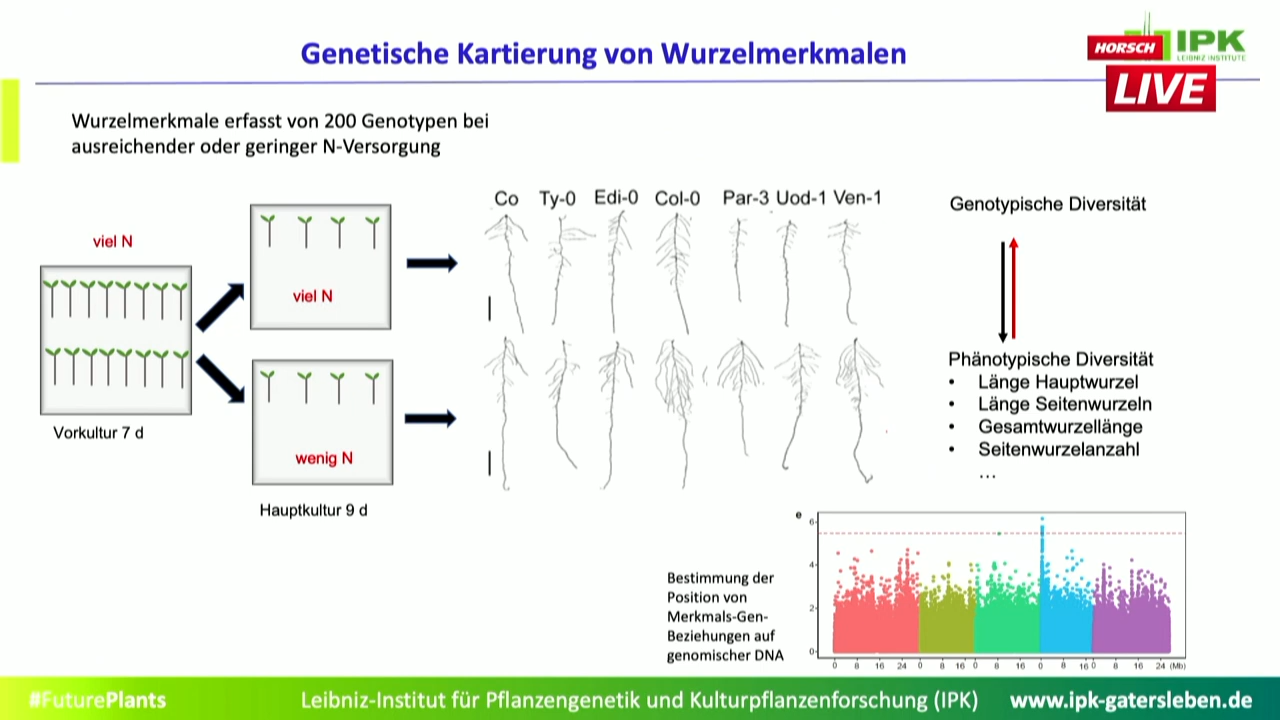 Genetische Kartierung von Wurzelmerkmalen
HORSCH
LIVE
IPK
LEIBNIZ INSTITUTE
Wurzelmerkmale erfasst von 200 Genotypen bei
ausreichender oder geringer N-Versorgung
viel N
Vorkultur 7 d
viel N
wenig N
Hauptkultur 9 d
Co Ty-0 Edi-0 Col-0 Par-3 Uod-1 Ven-1
Genotypische Diversität
Phänotypische Diversität
• Länge Hauptwurzel
• Länge Seitenwurzeln
• Gesamtwurzellänge
• Seitenwurzelanzahl
…
Bestimmung der
Position von
Merkmals-Gen-
Beziehungen auf
genomischer DNA
e
6
4
2
0
0 8 16 24 0 8 16 0 8 16 0 8 16 0 8 16 24 (Mb)
#FuturePlants
Leibniz-Institut für Pflanzengenetik und Kulturpflanzenforschung (IPK)
www.ipk-gatersleben.de